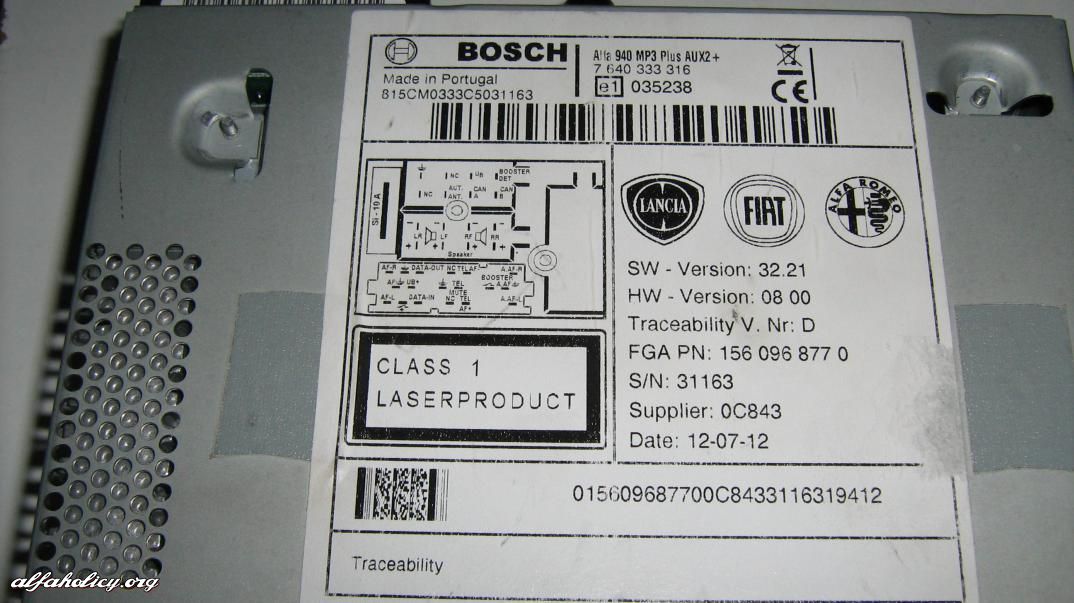 BOSCH
Alfa 940 MP3 Plus AUX2+
7 640 333 316
e1 035238
CE
Made in Portugal
815CM0333C5031163
NC UB BOOSTER
DET
NC AUT. CAN CAN
ANT. A B
SI - 10 A
LR LF RF RR
Speaker
AF-R DATA-OUT NC TEL AF- A.AF-R
AF UB+ TEL BOOSTER A.AF
MUTE
AF-L DATA-IN NC TEL A.AF-L
AF+
LANCIA
FIAT
ALFA ROMEO
SW - Version: 32.21
HW - Version: 08 00
Traceability V. Nr: D
FGA PN: 156 096 877 0
S/N: 31163
Supplier: 0C843
Date: 12-07-12
CLASS 1
LASERPRODUCT
015609687700C8433116319412
Traceability
alfaholicy.org